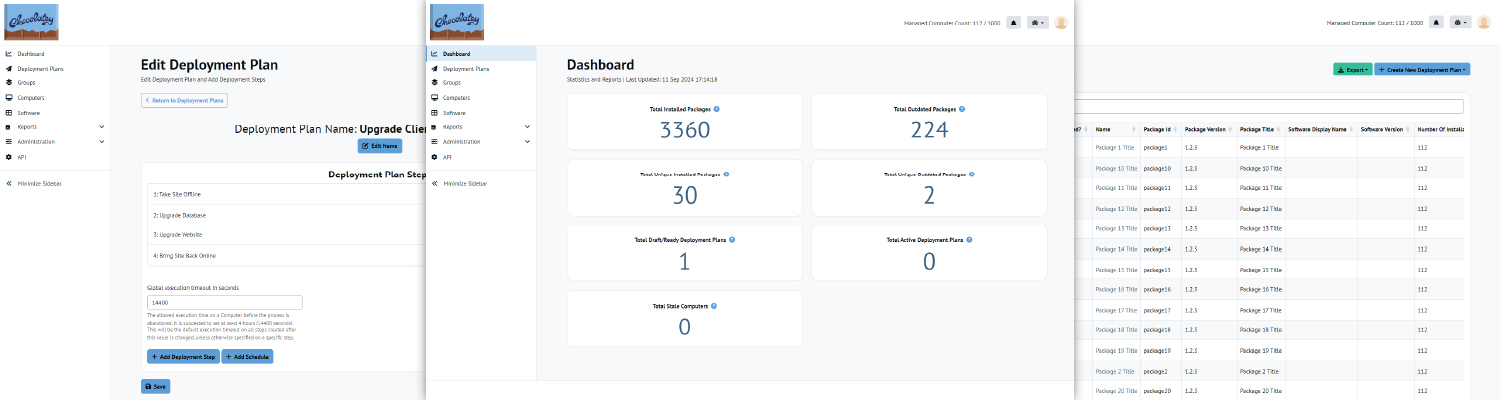 Chocolatey
Dashboard
Deployment Plans
Groups
Computers
Software
Reports
Administration
API
Minimize Sidebar
Edit Deployment Plan
Edit Deployment Plan and Add Deployment Steps
Return to Deployment Plans
Deployment Plan Name: Upgrade Clie
Edit Name
Deployment Plan Step
1: Take Site Offline
2: Upgrade Database
3: Upgrade Website
4: Bring Site Back Online
Global execution timeout in seconds
14400
The allowed execution time on a Computer before the process is
abandoned. It is suggested to set at least 4 hours (14400 seconds).
This will be the default execution timeout on all steps created after
this value is changed, unless otherwise specified on a specific step.
+ Add Deployment Step + Add Schedule
Save
Chocolatey
Managed Computer Count: 112 / 1000
Dashboard
Deployment Plans
Groups
Computers
Software
Reports
Administration
API
Minimize Sidebar
Dashboard
Statistics and Reports | Last Updated: 11 Sep 2024 17:14:18
Total Installed Packages
3360
Total Outdated Packages
224
Total Unique Installed Packages
30
Total Unique Outdated Packages
2
Total Draft/Ready Deployment Plans
1
Total Active Deployment Plans
0
Total Stale Computers
0
Managed Computer Count: 113 / 1000
Export + Create New Deployment Plan
ed? Name Package Id Package Version Package Title Software Display Name Software Version Number Of Installa
Package 1 Title package1 1.2.3 Package 1 Title 112
Package 10 Title package10 1.2.3 Package 10 Title 112
Package 11 Title package11 1.2.3 Package 11 Title 112
Package 12 Title package12 1.2.3 Package 12 Title 112
Package 13 Title package13 1.2.3 Package 13 Title 112
Package 14 Title package14 1.2.3 Package 14 Title 112
Package 15 Title package15 1.2.3 Package 15 Title 112
Package 16 Title package16 1.2.3 Package 16 Title 112
Package 17 Title package17 1.2.3 Package 17 Title 112
Package 18 Title package18 1.2.3 Package 18 Title 112
Package 19 Title package19 1.2.3 Package 19 Title 112
Package 2 Title package2 1.2.3 Package 2 Title 112
Package 20 Title package20 1.2.3 Package 20 Title 112